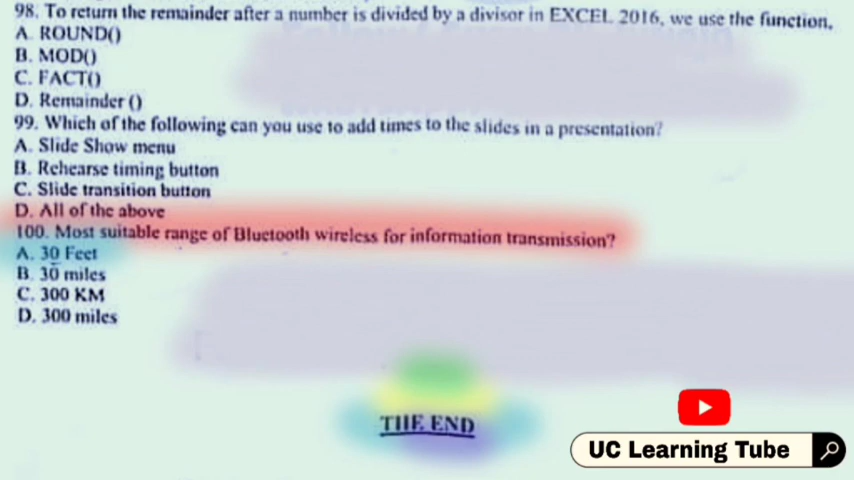 98. To return the remainder after a number is divided by a divisor in EXCEL 2016, we use the function,
A. ROUND()
B. MOD()
C. FACT()
D. Remainder ()
99. Which of the following can you use to add times to the slides in a presentation?
A. Slide Show menu
B. Rehearse timing button
C. Slide transition button
D. All of the above
100. Most suitable range of Bluetooth wireless for information transmission?
A. 30 Feet
B. 30 miles
C. 300 KM
D. 300 miles
THE END
UC Learning Tube